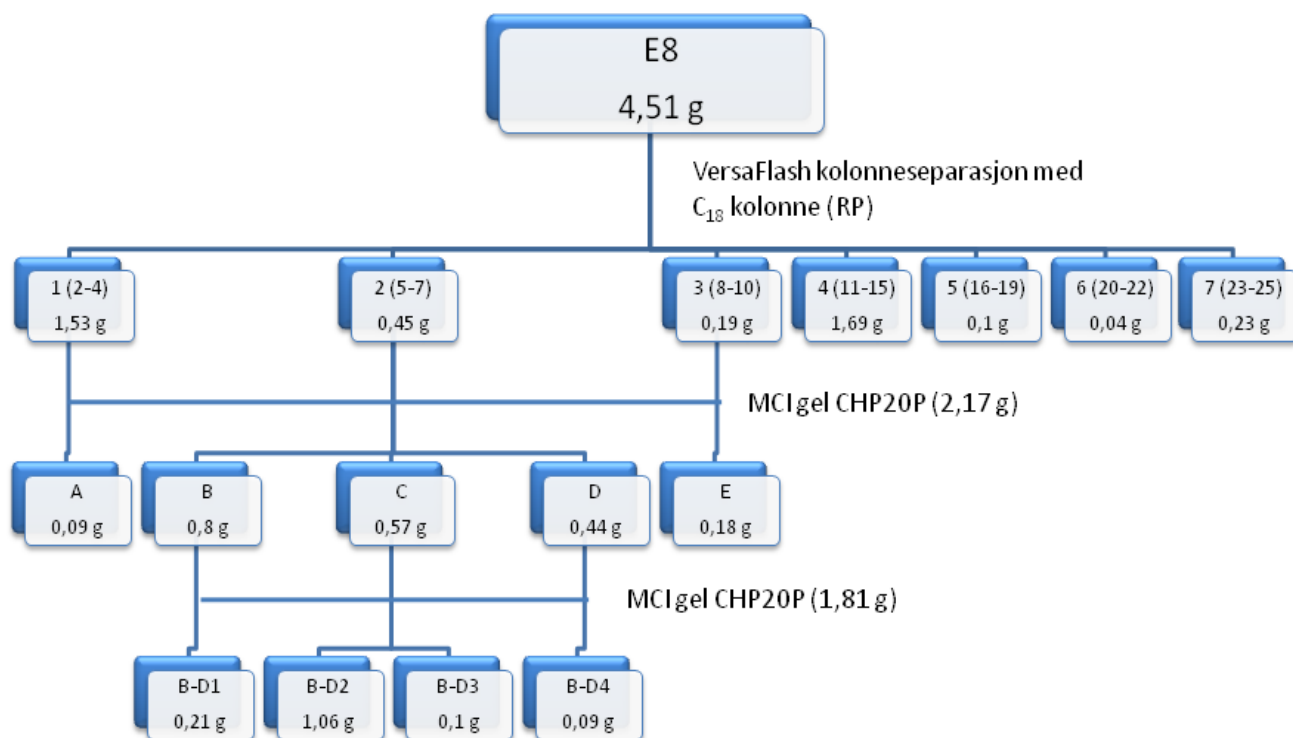 E8
4,51 g
VersaFlash kolonneseparasjon med
C₁₈ kolonne (RP)
1 (2-4)
1,53 g
2 (5-7)
0,45 g
3 (8-10)
0,19 g
4 (11-15)
1,69 g
5 (16-19)
0,1 g
6 (20-22)
0,04 g
7 (23-25)
0,23 g
MCI gel CHP20P (2,17 g)
A
0,09 g
B
0,8 g
C
0,57 g
D
0,44 g
E
0,18 g
MCI gel CHP20P (1,81 g)
B-D1
0,21 g
B-D2
1,06 g
B-D3
0,1 g
B-D4
0,09 g